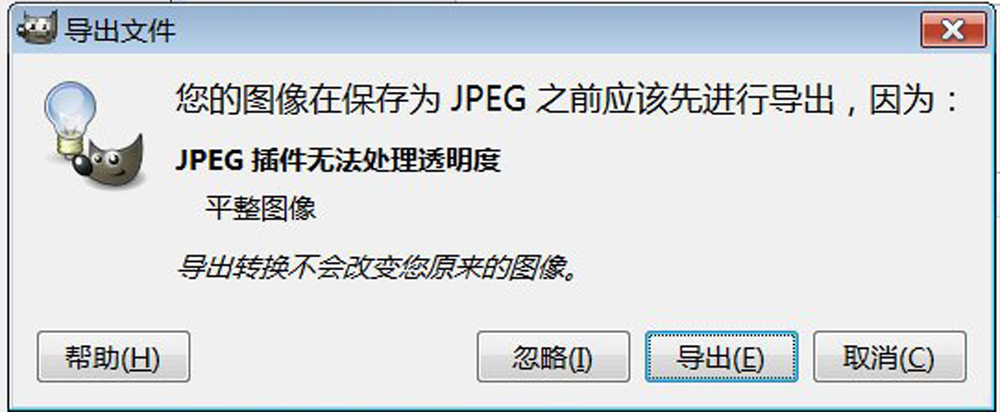 导出文件
您的图像在保存为 JPEG 之前应该先进行导出，因为：
JPEG 插件无法处理透明度
平整图像
导出转换不会改变您原来的图像。
帮助(H) 忽略(I) 导出(E) 取消(C)